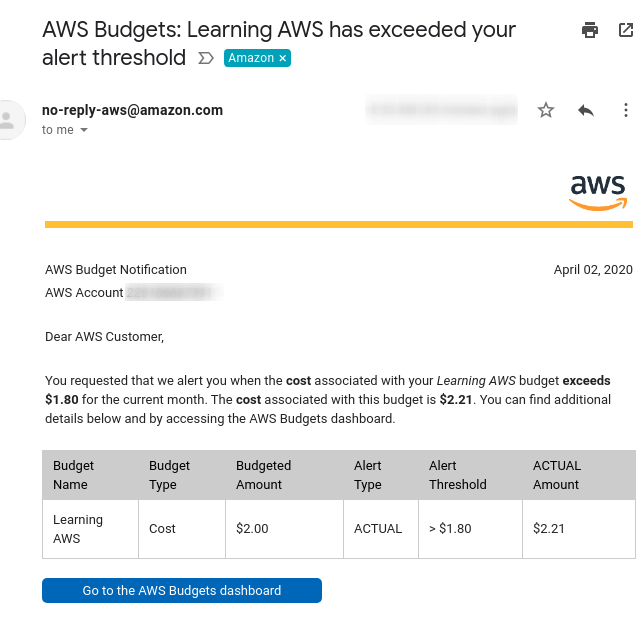 AWS Budgets: Learning AWS has exceeded your
alert threshold Amazon ×
no-reply-aws@amazon.com
to me
aws
AWS Budget Notification April 02, 2020
AWS Account
Dear AWS Customer,
You requested that we alert you when the cost associated with your Learning AWS budget exceeds
$1.80 for the current month. The cost associated with this budget is $2.21. You can find additional
details below and by accessing the AWS Budgets dashboard.
Budget Name Budget Type Budgeted Amount Alert Type Alert Threshold ACTUAL Amount
Learning AWS Cost $2.00 ACTUAL > $1.80 $2.21
Go to the AWS Budgets dashboard